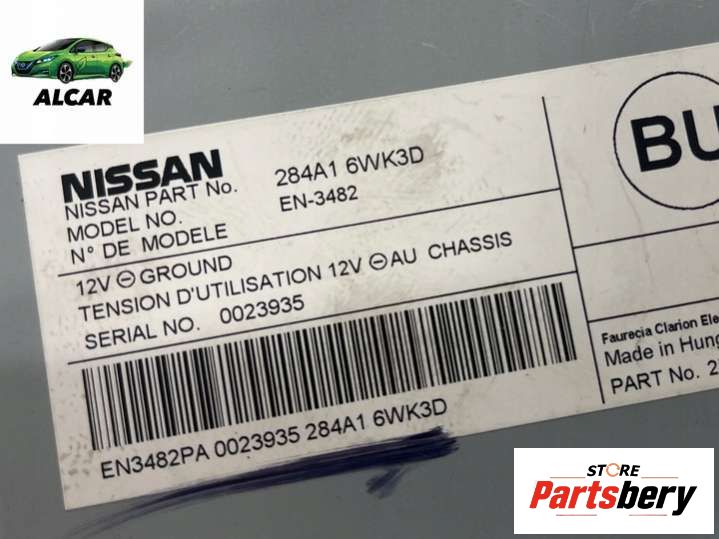 ALCAR
NISSAN
NISSAN PART No. 284A1 6WK3D
MODEL NO. EN-3482
N° DE MODELE
12V ⊖ GROUND
TENSION D'UTILISATION 12V ⊖ AU CHASSIS
SERIAL NO. 0023935
EN3482PA 0023935 284A1 6WK3D
BU
Faurecia Clarion Ele
Made in Hung
PART No. 2
STORE
Partsbery